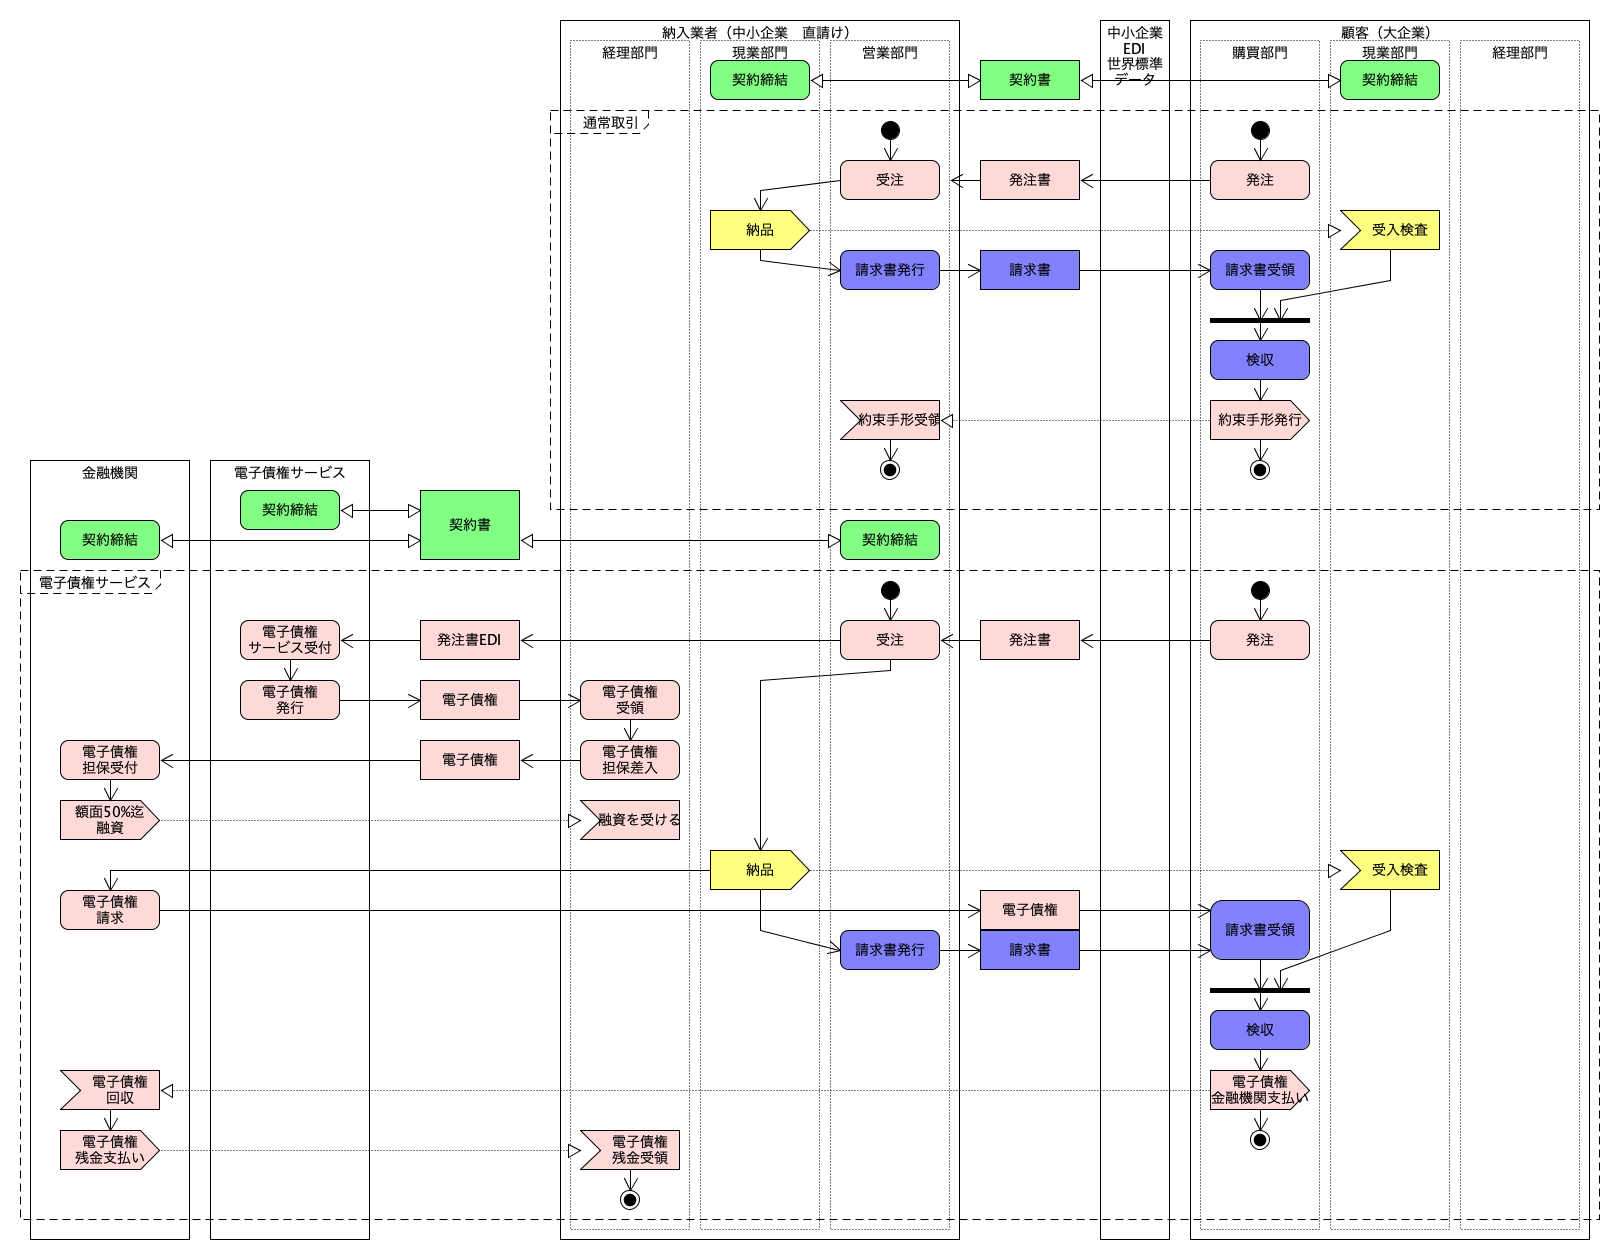 納入業者（中小企業　直請け）
中小企業
EDI
世界標準
データ
顧客（大企業）
経理部門
現業部門
営業部門
購買部門
現業部門
経理部門
契約締結
契約書
契約締結
通常取引
受注
発注書
発注
納品
受入検査
請求書発行
請求書
請求書受領
検収
約束手形受領
約束手形発行
金融機関
電子債権サービス
契約締結
契約書
契約締結
契約締結
電子債権サービス
電子債権
サービス受付
発注書EDI
受注
発注書
発注
電子債権
発行
電子債権
電子債権
受領
電子債権
担保受付
電子債権
電子債権
担保差入
額面50%迄
融資
融資を受ける
納品
受入検査
電子債権
請求
電子債権
請求書受領
請求書発行
請求書
検収
電子債権
回収
電子債権
金融機関支払い
電子債権
残金支払い
電子債権
残金受領